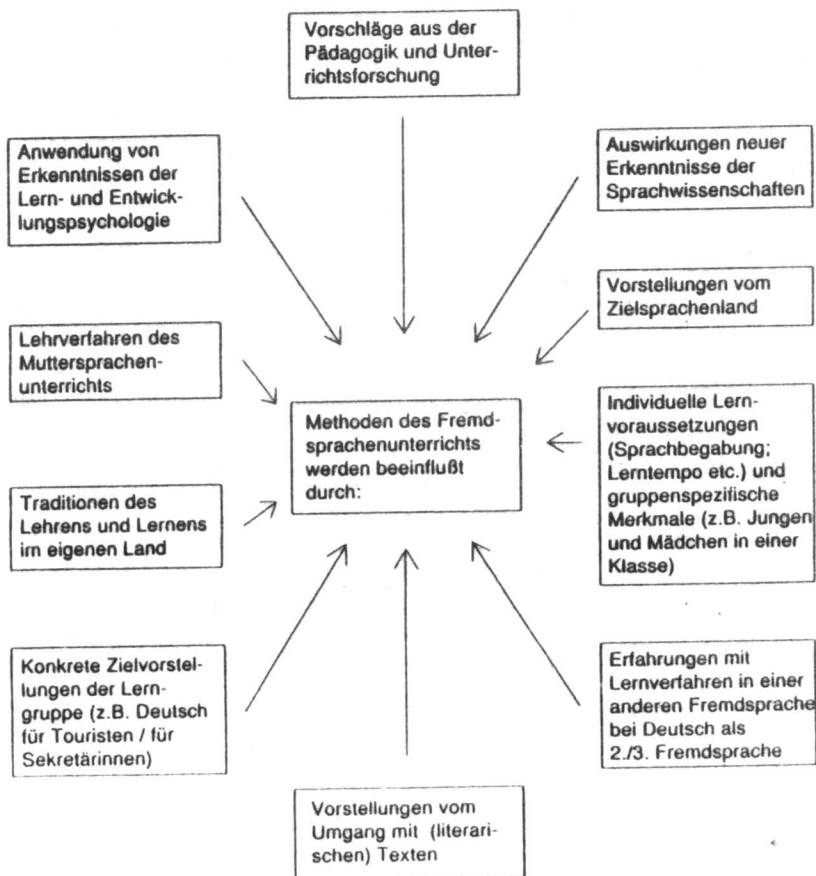 Vorschläge aus der
Pädagogik und Unter-
richtsforschung
Anwendung von
Erkenntnissen der
Lern- und Entwick-
lungspsychologie
Auswirkungen neuer
Erkenntnisse der
Sprachwissenschaften
Vorstellungen vom
Zielsprachenland
Lehrverfahren des
Muttersprachen-
unterrichts
Methoden des Fremd-
sprachenunterrichts
werden beeinflußt
durch:
Individuelle Lern-
voraussetzungen
(Sprachbegabung;
Lerntempo etc.) und
gruppenspezifische
Merkmale (z.B. Jungen
und Mädchen in einer
Klasse)
Traditionen des
Lehrens und Lernens
im eigenen Land
Konkrete Zielvorstel-
lungen der Lern-
gruppe (z.B. Deutsch
für Touristen / für
Sekretärinnen)
Erfahrungen mit
Lernverfahren in einer
anderen Fremdsprache
bei Deutsch als
2./3. Fremdsprache
Vorstellungen vom
Umgang mit (literari-
schen) Texten